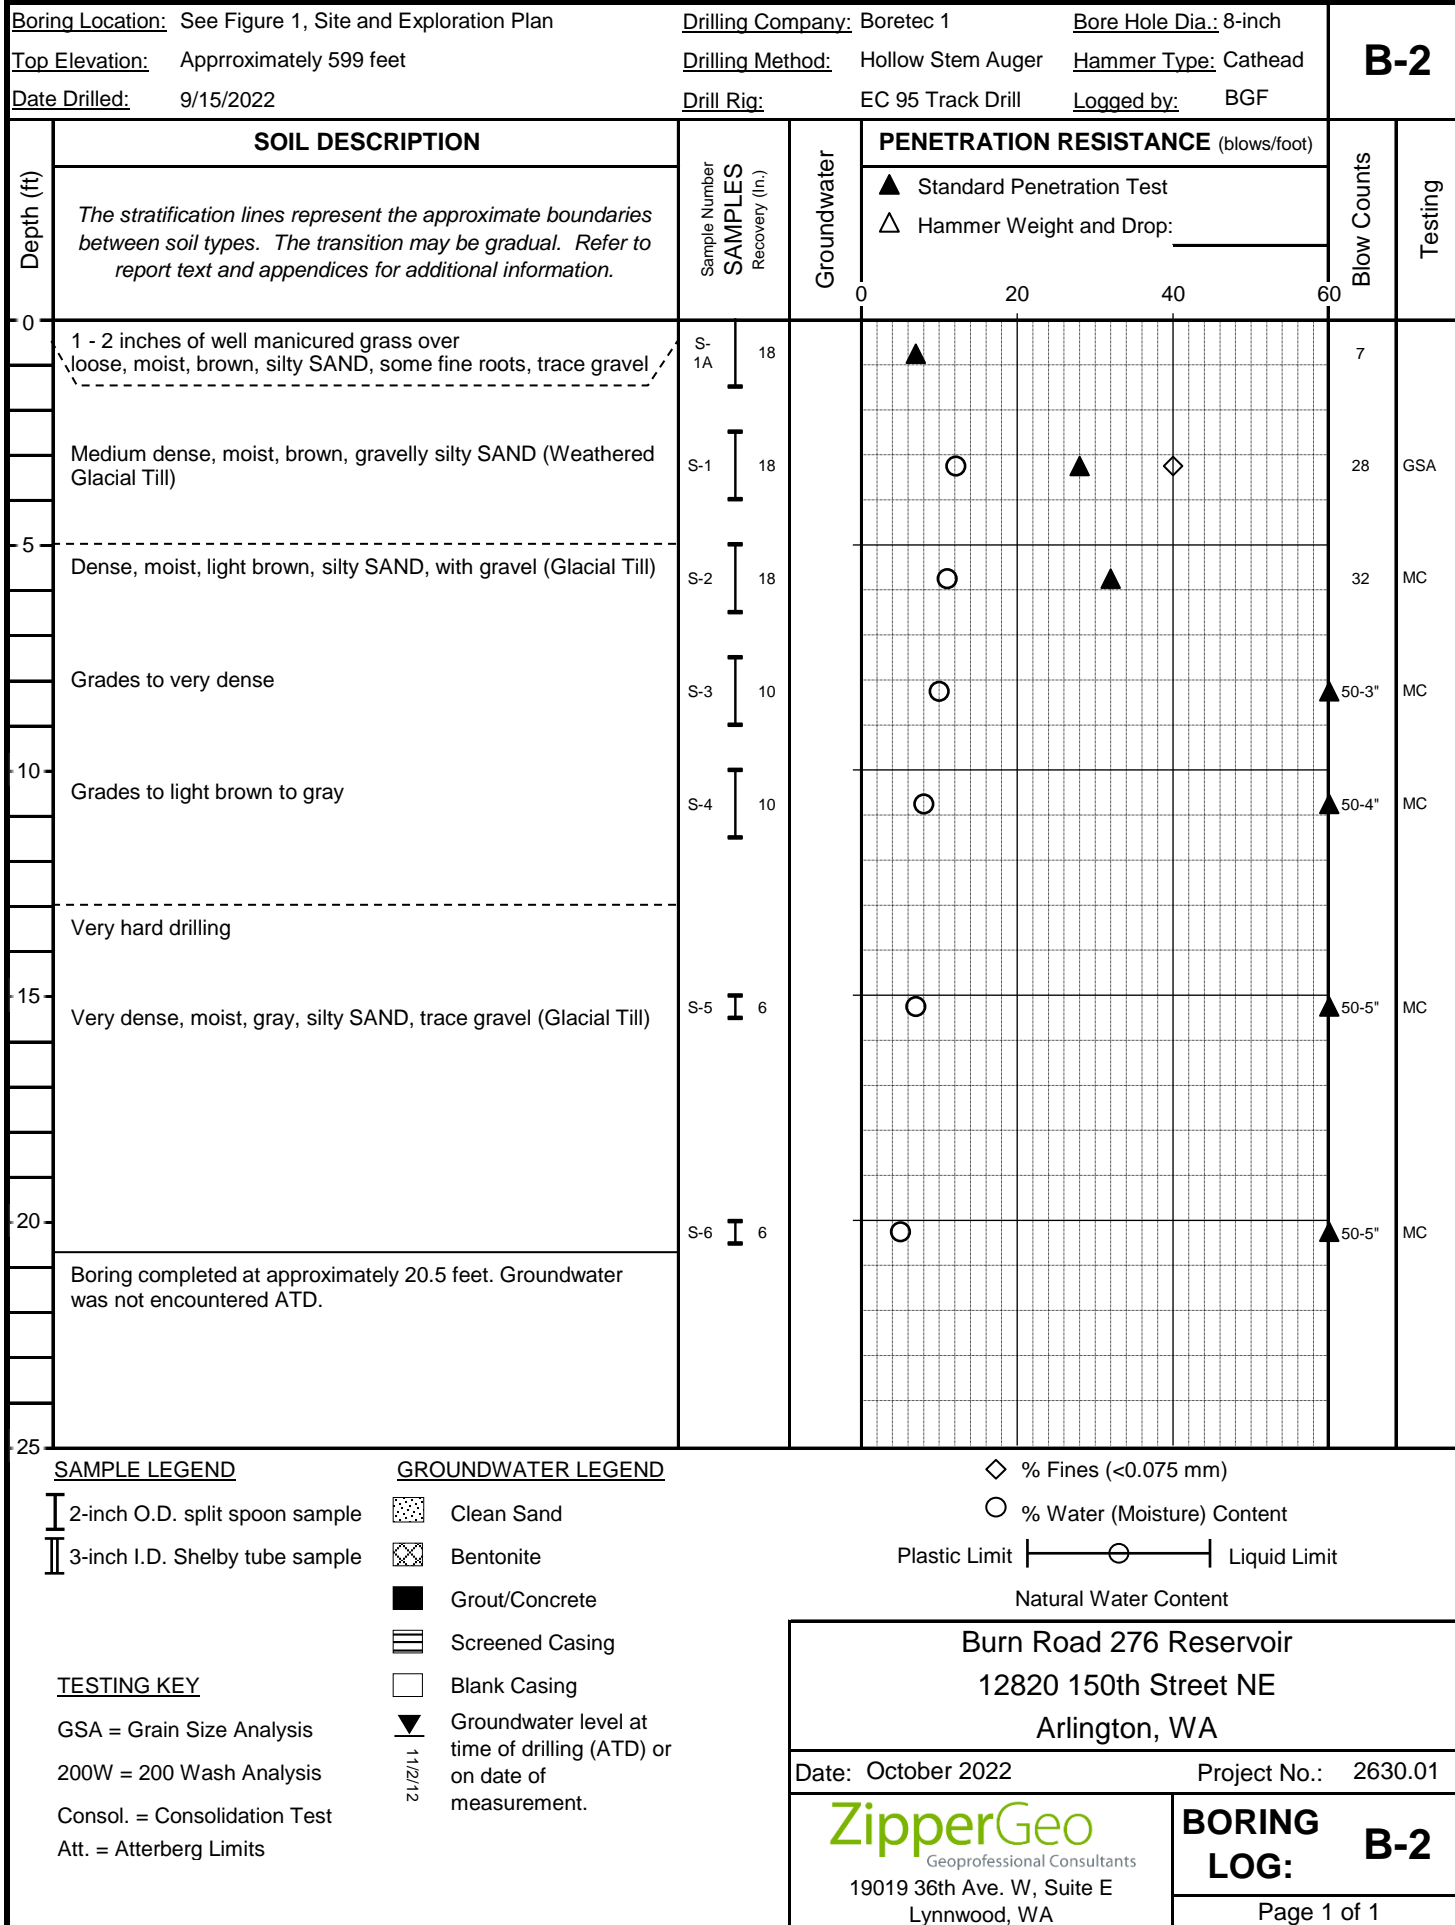 Boring Location: See Figure 1, Site and Exploration Plan Drilling Company: Boretec 1 Bore Hole Dia.: 8-inch
Top Elevation: Apprroximately 599 feet Drilling Method: Hollow Stem Auger Hammer Type: Cathead
Date Drilled: 9/15/2022 Drill Rig: EC 95 Track Drill Logged by: BGF
B-2
Depth (ft)
SOIL DESCRIPTION
The stratification lines represent the approximate boundaries
between soil types. The transition may be gradual. Refer to
report text and appendices for additional information.
Sample Number
SAMPLES
Recovery (In.)
Groundwater
PENETRATION RESISTANCE (blows/foot)
▲ Standard Penetration Test
△ Hammer Weight and Drop:
0 20 40 60
Blow Counts
Testing
0
1 - 2 inches of well manicured grass over
loose, moist, brown, silty SAND, some fine roots, trace gravel
S-
1A
18
7
Medium dense, moist, brown, gravelly silty SAND (Weathered
Glacial Till)
S-1 18 28 GSA
5
Dense, moist, light brown, silty SAND, with gravel (Glacial Till)
S-2 18 32 MC
Grades to very dense
S-3 10 50-3" MC
10
Grades to light brown to gray
S-4 10 50-4" MC
Very hard drilling
15
S-5 6 50-5" MC
Very dense, moist, gray, silty SAND, trace gravel (Glacial Till)
20
S-6 6 50-5" MC
Boring completed at approximately 20.5 feet. Groundwater
was not encountered ATD.
25
SAMPLE LEGEND
2-inch O.D. split spoon sample
3-inch I.D. Shelby tube sample
TESTING KEY
GSA = Grain Size Analysis
200W = 200 Wash Analysis
Consol. = Consolidation Test
Att. = Atterberg Limits
GROUNDWATER LEGEND
Clean Sand
Bentonite
Grout/Concrete
Screened Casing
Blank Casing
11/2/12
Groundwater level at
time of drilling (ATD) or
on date of
measurement.
% Fines (<0.075 mm)
% Water (Moisture) Content
Plastic Limit Liquid Limit
Natural Water Content
Burn Road 276 Reservoir
12820 150th Street NE
Arlington, WA
Date: October 2022 Project No.: 2630.01
ZipperGeo
Geoprofessional Consultants
19019 36th Ave. W, Suite E
Lynnwood, WA
BORING
LOG:
B-2
Page 1 of 1